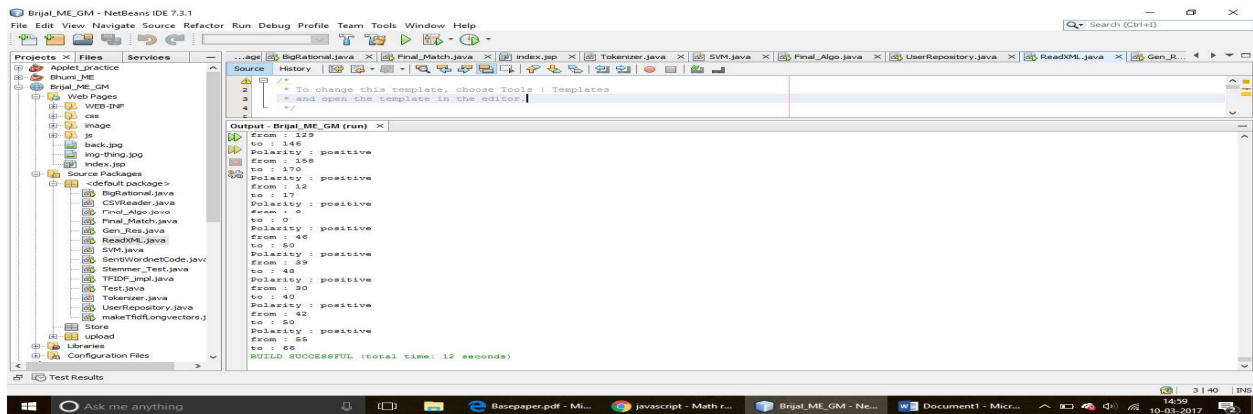 Brijal_ME_GM - NetBeans IDE 7.3.1
File Edit View Navigate Source Refactor Run Debug Profile Team Tools Window Help
Search (Ctrl+I)
Projects Files Services
...age BigRational.java Final_Match.java index.jsp Tokenizer.java SVM.java Final_Algo.java UserRepository.java ReadXML.java Gen_R...
Source History
Applet_practice
Bhumi_ME
Brijal_ME_GM
Web Pages
WEB-INF
css
image
js
back.jpg
img-thing.jpg
index.jsp
Source Packages
<default package>
BigRational.java
CSVReader.java
Final_Algo.java
Final_Match.java
Gen_Res.java
ReadXML.java
SVM.java
SentiWordnetCode.java
Stemmer_Test.java
TFIDF_impl.java
Test.java
Tokenizer.java
UserRepository.java
makeTfidfLongvectors.j
Store
upload
Libraries
Configuration Files
/*
2 * To change this template, choose Tools | Templates
3 * and open the template in the editor.
4 */
5
Output - Brijal_ME_GM (run)
from : 129
to : 146
Polarity : positive
from : 158
to : 170
Polarity : positive
from : 12
to : 17
Polarity : positive
from : 0
to : 0
Polarity : positive
from : 46
to : 50
Polarity : positive
from : 39
to : 48
Polarity : positive
from : 30
to : 40
Polarity : positive
from : 42
to : 50
Polarity : positive
from : 55
to : 66
BUILD SUCCESSFUL (total time: 12 seconds)
Test Results
3 | 40 INS
Ask me anything
Basepaper.pdf - Mi...
javascript - Math r...
Brijal_ME_GM - Ne...
Document1 - Micr...
14:59
10-03-2017